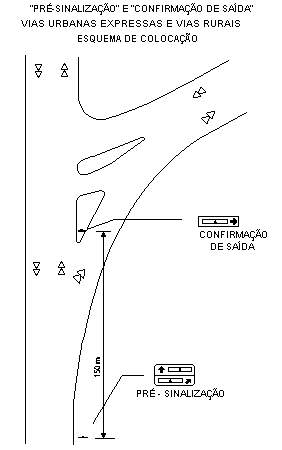 "PRÉ-SINALIZAÇÃO" E "CONFIRMAÇÃO DE SAÍDA"
VIAS URBANAS EXPRESSAS E VIAS RURAIS
ESQUEMA DE COLOCAÇÃO
CONFIRMAÇÃO
DE SAÍDA
150 m
PRÉ - SINALIZAÇÃO